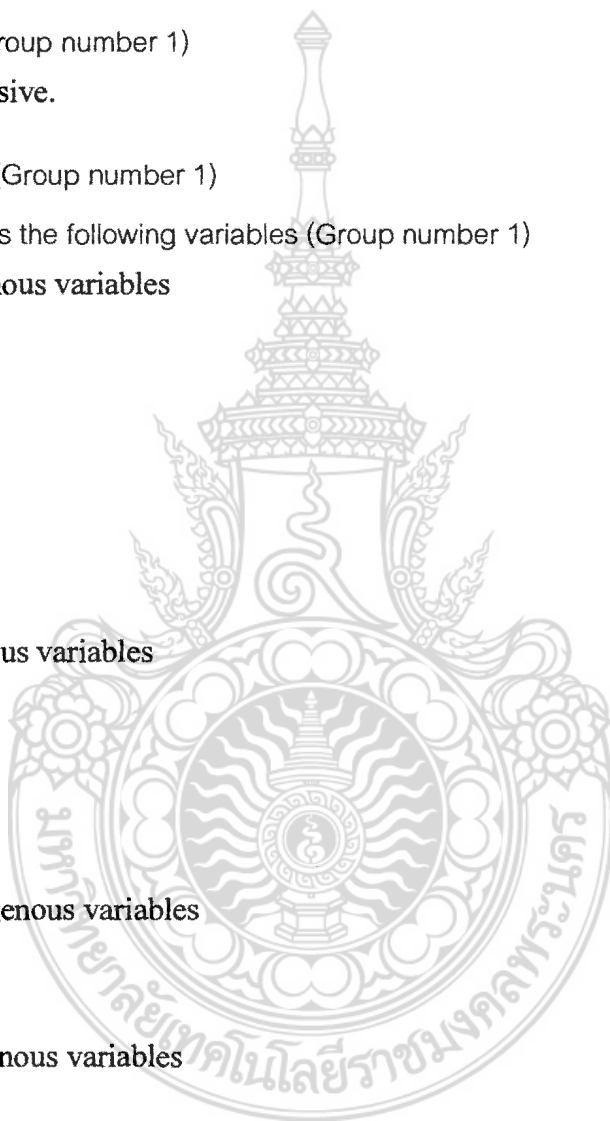 roup number 1)
sive.
(Group number 1)
s the following variables (Group number 1)
nous variables
us variables
enous variables
nous variables
มหาวิทยาลัยเทคโนโลยีราชมงคลพระนคร